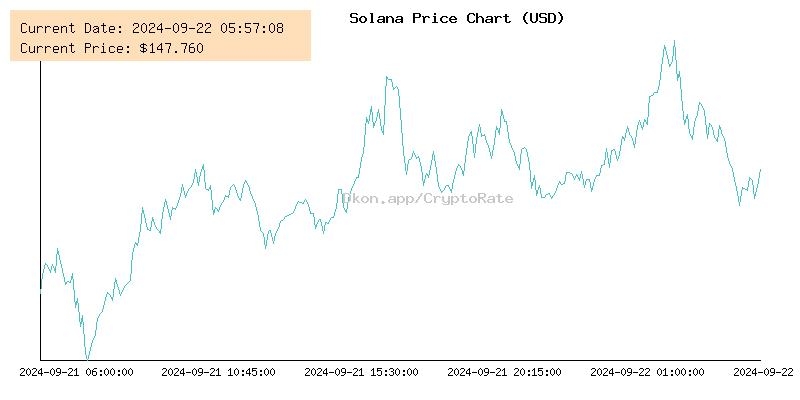 Solana Price Chart (USD)
Current Date: 2024-09-22 05:57:08
Current Price: $147.760
Dkon.app/CryptoRate
2024-09-21 06:00:00 2024-09-21 10:45:00 2024-09-21 15:30:00 2024-09-21 20:15:00 2024-09-22 01:00:00 2024-09-22